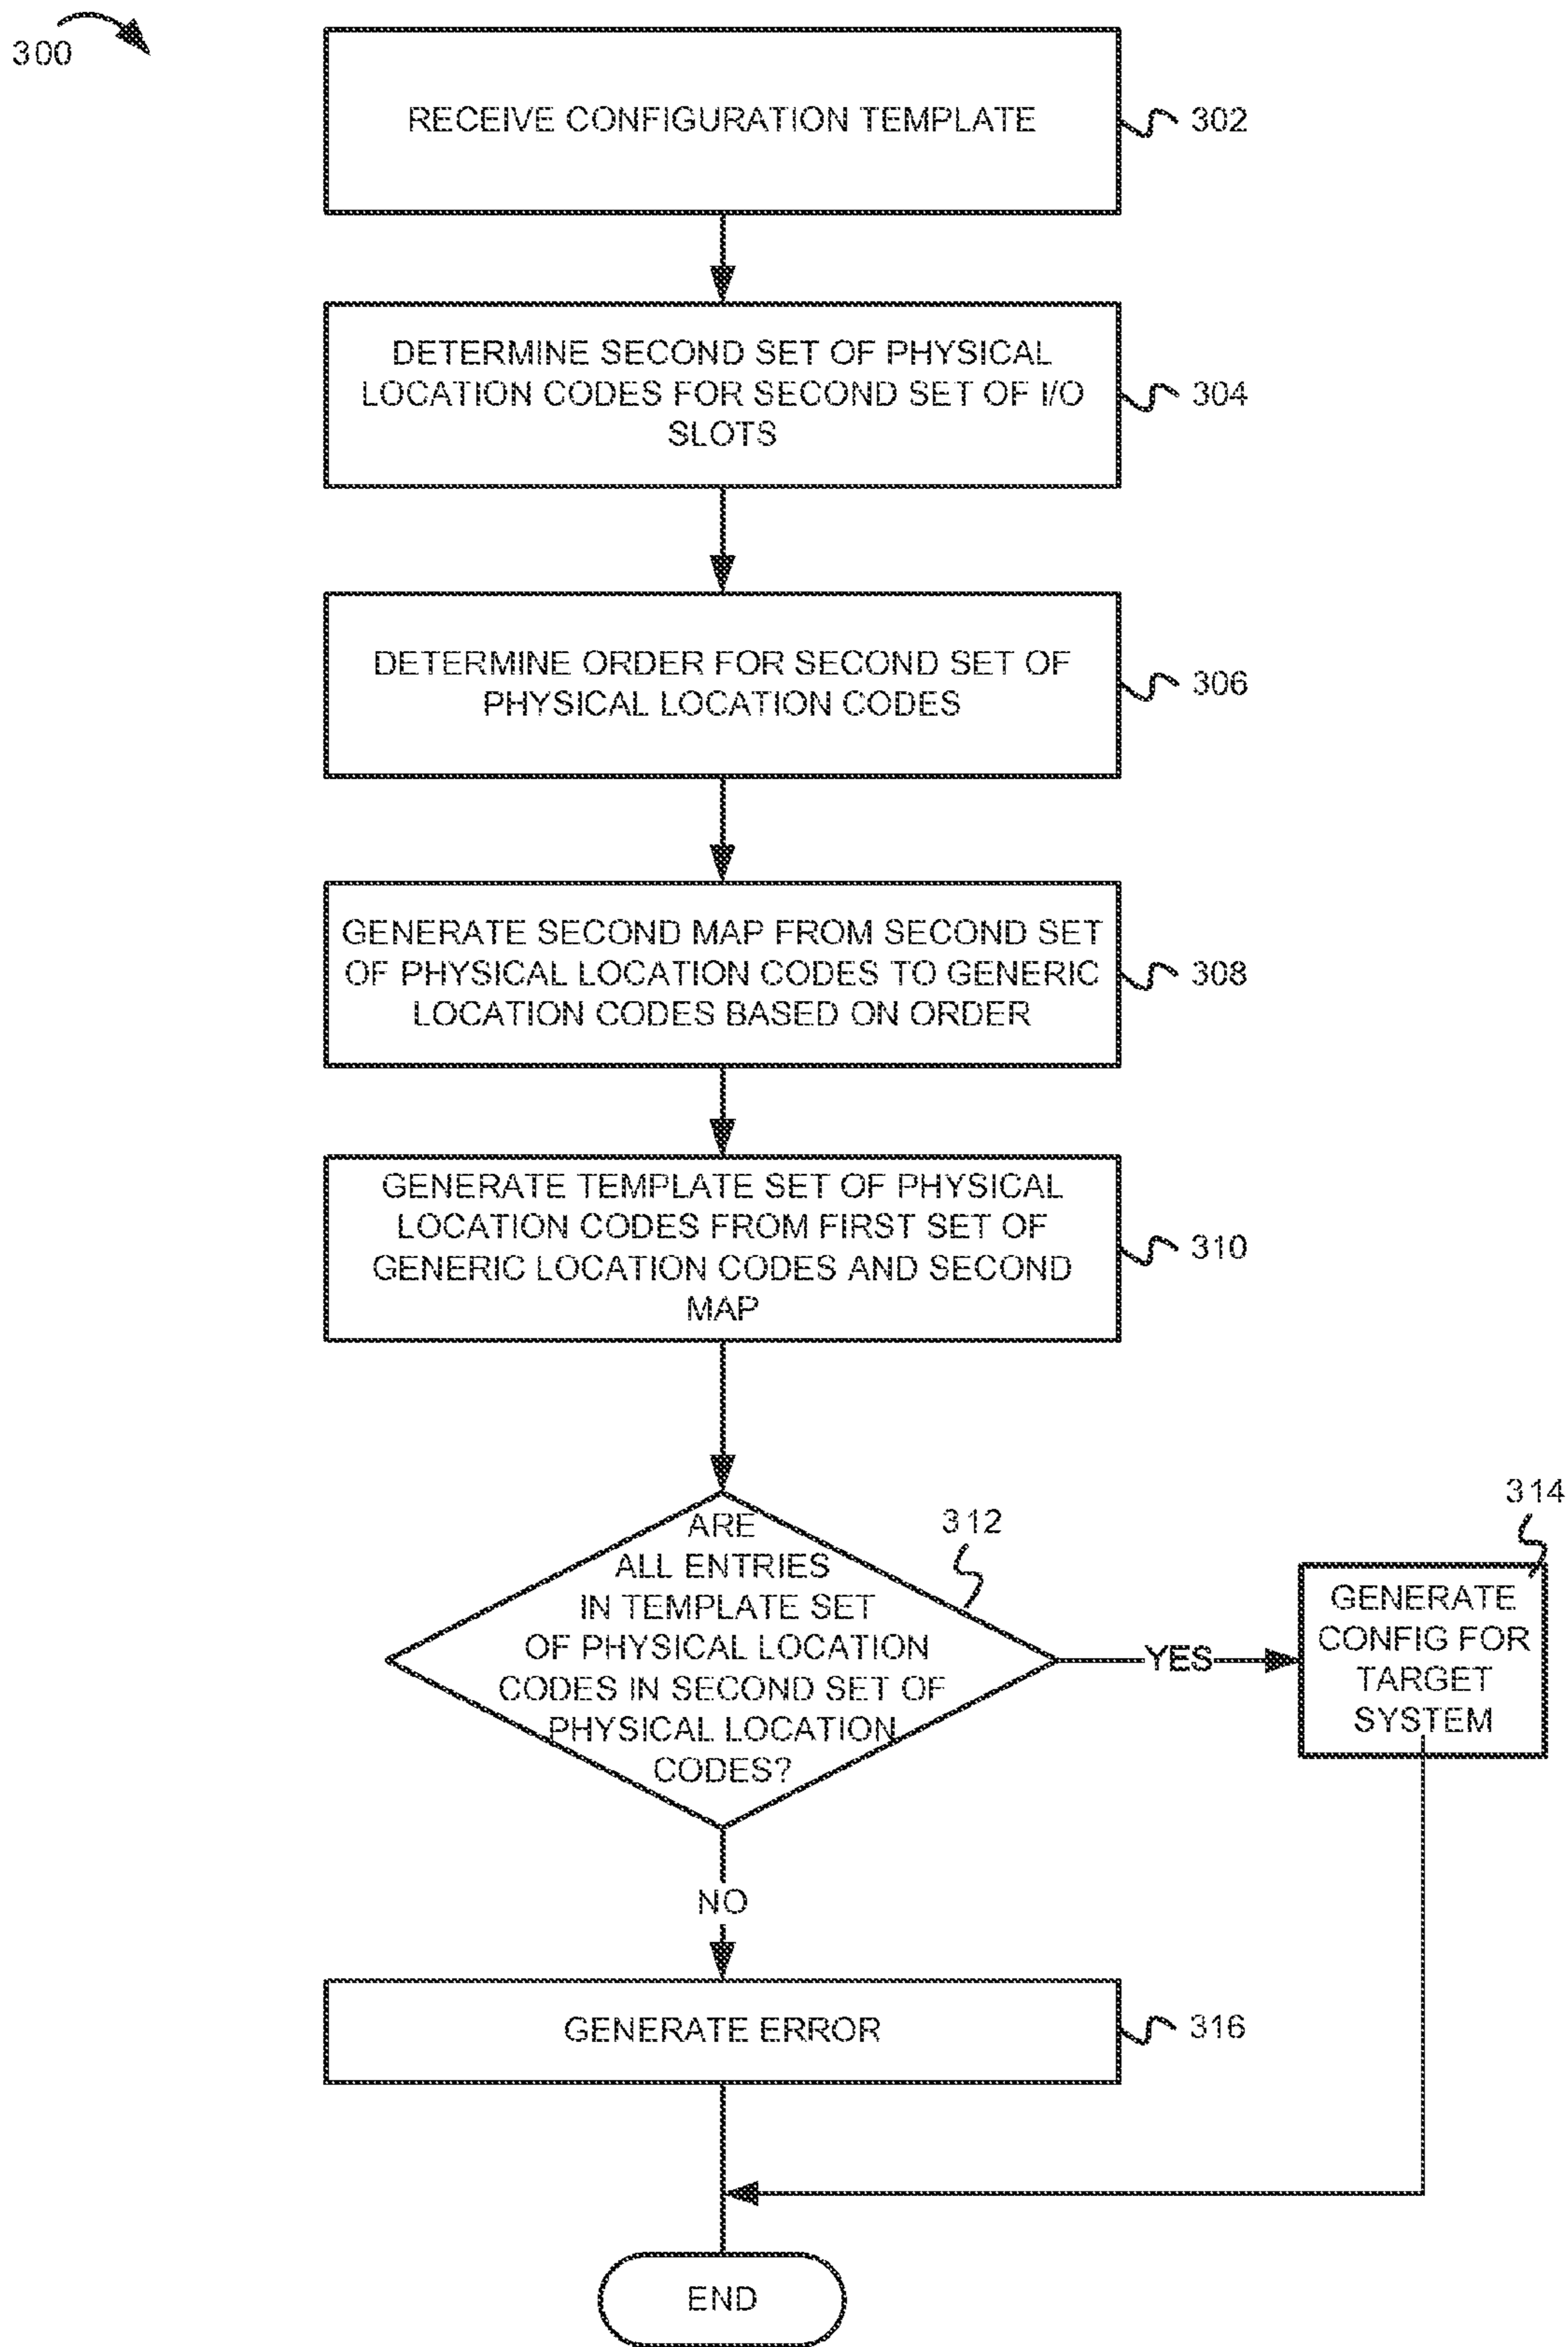 300
RECEIVE CONFIGURATION TEMPLATE
302
DETERMINE SECOND SET OF PHYSICAL
LOCATION CODES FOR SECOND SET OF I/O
SLOTS
304
DETERMINE ORDER FOR SECOND SET OF
PHYSICAL LOCATION CODES
306
GENERATE SECOND MAP FROM SECOND SET
OF PHYSICAL LOCATION CODES TO GENERIC
LOCATION CODES BASED ON ORDER
308
GENERATE TEMPLATE SET OF PHYSICAL
LOCATION CODES FROM FIRST SET OF
GENERIC LOCATION CODES AND SECOND
MAP
310
ARE
ALL ENTRIES
IN TEMPLATE SET
OF PHYSICAL LOCATION
CODES IN SECOND SET OF
PHYSICAL LOCATION
CODES?
312
YES
314
GENERATE
CONFIG FOR
TARGET
SYSTEM
NO
GENERATE ERROR
316
END